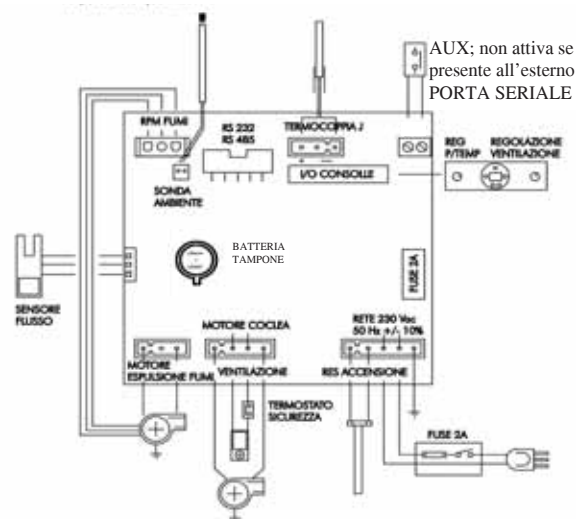 AUX; non attiva se
presente all'esterno
PORTA SERIALE
RPM FUMI
RS 232
RS 485
TERMOCOPPIA J
I/O CONSOLLE
REG
P/TEMP
REGOLAZIONE
VENTILAZIONE
SONDA
AMBIENTE
BATTERIA
TAMPONE
FUSE 2A
SENSORE
FLUSSO
MOTORE COCLEA
RETE 230 Vac
50 Hz +/- 10%
MOTORE
ESPULSIONE FUMI
VENTILAZIONE
RES ACCENSIONE
TERMOSTATO
SICUREZZA
FUSE 2A